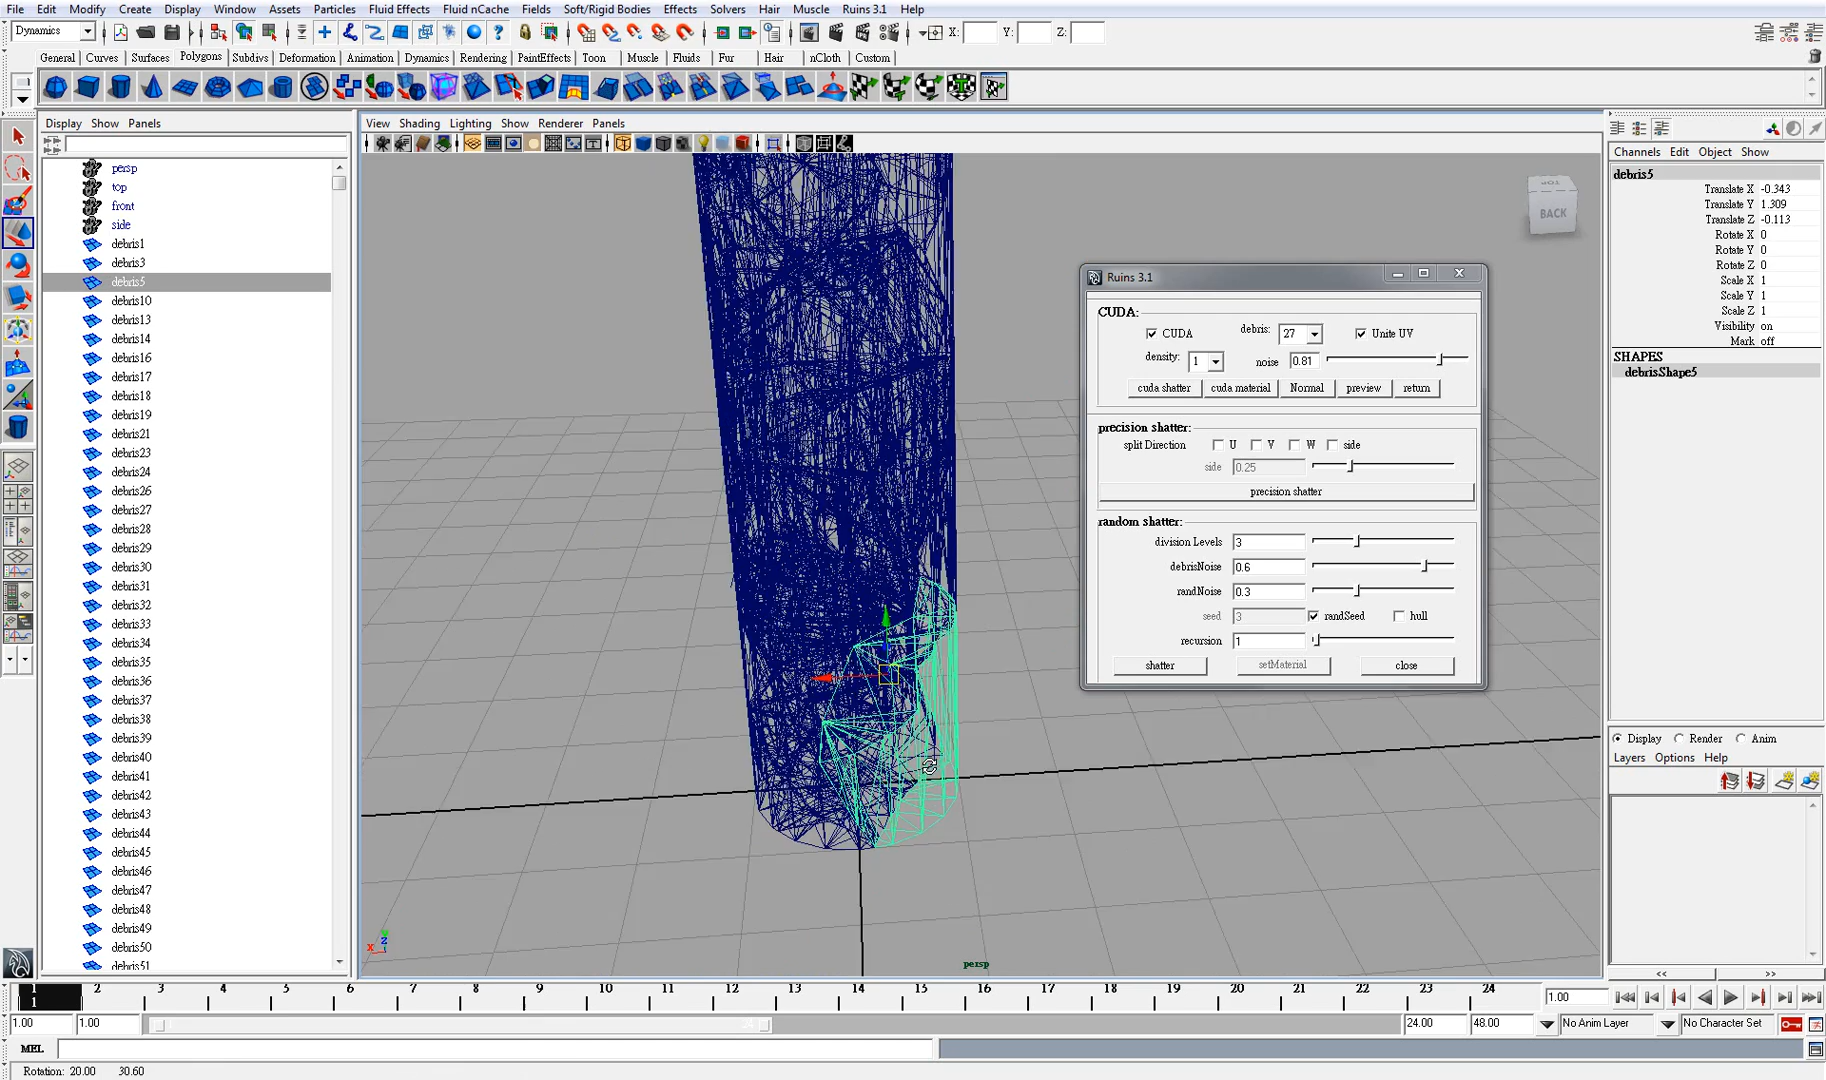 File Edit Modify Create Display Window Assets Particles Fluid Effects Fluid nCache Fields Soft/Rigid Bodies Effects Solvers Hair Muscle Ruins 3.1 Help
Dynamics X: Y: Z:
General Curves Surfaces Polygons Subdivs Deformation Animation Dynamics Rendering PaintEffects Toon Muscle Fluids Fur Hair nCloth Custom
Display Show Panels
persp
top
front
side
debris1
debris3
debris5
debris10
debris13
debris14
debris16
debris17
debris18
debris19
debris21
debris23
debris24
debris26
debris27
debris28
debris29
debris30
debris31
debris32
debris33
debris34
debris35
debris36
debris37
debris38
debris39
debris40
debris41
debris42
debris43
debris44
debris45
debris46
debris47
debris48
debris49
debris50
debris51
View Shading Lighting Show Renderer Panels
TOP
BACK
persp
Ruins 3.1
CUDA:
CUDA debris: 27 Unite UV
density: 1 noise 0.81
cuda shatter cuda material Normal preview return
precision shatter:
split Direction U V W side
side 0.25
precision shatter
random shatter:
division Levels 3
debrisNoise 0.6
randNoise 0.3
seed 3 randSeed hull
recursion 1
shatter setMaterial close
Channels Edit Object Show
debris5
Translate X -0.343
Translate Y 1.309
Translate Z -0.113
Rotate X 0
Rotate Y 0
Rotate Z 0
Scale X 1
Scale Y 1
Scale Z 1
Visibility on
Mark off
SHAPES
debrisShape5
Display Render Anim
Layers Options Help
<< >>
1 2 3 4 5 6 7 8 9 10 11 12 13 14 15 16 17 18 19 20 21 22 23 24
1 1.00
1.00 1.00 24.00 48.00 No Anim Layer No Character Set
MEL
Rotation: 20.00 30.60